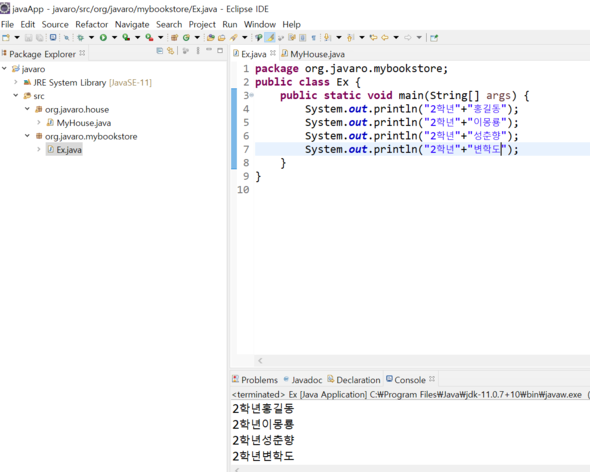 javaApp - javaro/src/org/javaro/mybookstore/Ex.java - Eclipse IDE
File Edit Source Refactor Navigate Search Project Run Window Help
Package Explorer
javaro
JRE System Library [JavaSE-11]
src
org.javaro.house
MyHouse.java
org.javaro.mybookstore
Ex.java
Ex.java MyHouse.java
1 package org.javaro.mybookstore;
2 public class Ex {
3 public static void main(String[] args) {
4 System.out.println("2학년"+"홍길동");
5 System.out.println("2학년"+"이몽룡");
6 System.out.println("2학년"+"성춘향");
7 System.out.println("2학년"+"변학도");
8 }
9 }
10
Problems Javadoc Declaration Console
<terminated> Ex [Java Application] C:₩Program Files₩Java₩jdk-11.0.7+10₩bin₩javaw.exe (
2학년홍길동
2학년이몽룡
2학년성춘향
2학년변학도